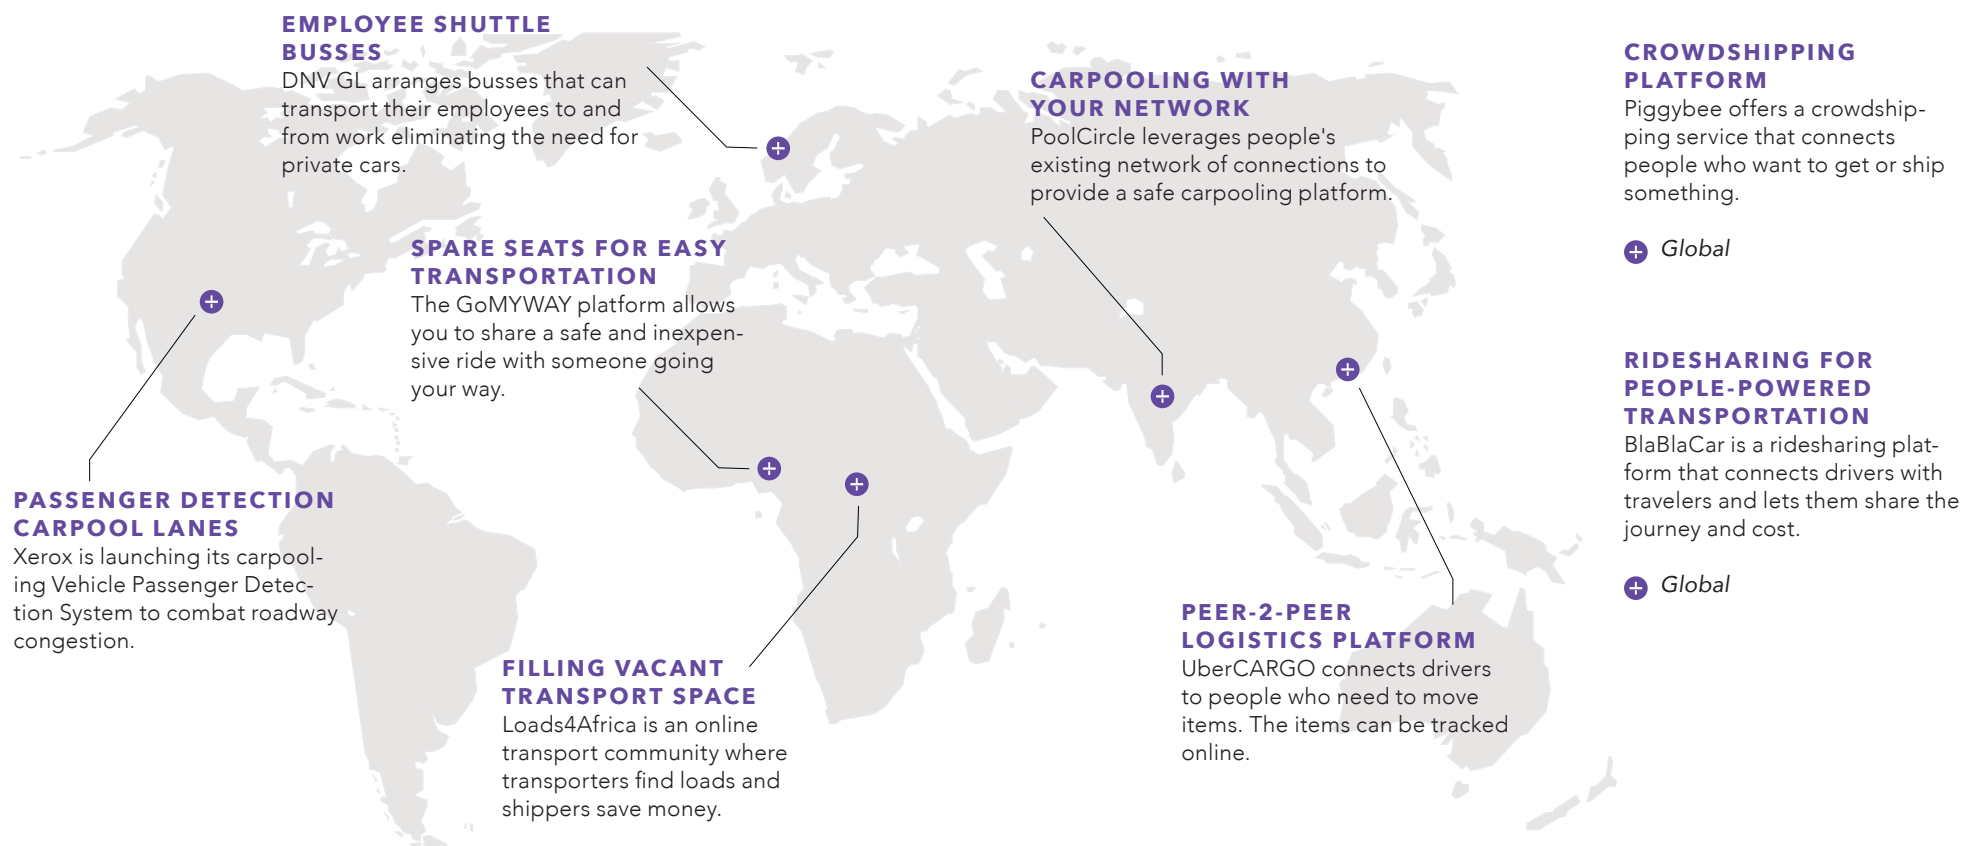 EMPLOYEE SHUTTLE
BUSSES
DNV GL arranges busses that can
transport their employees to and
from work eliminating the need for
private cars.
CARPOOLING WITH
YOUR NETWORK
PoolCircle leverages people's
existing network of connections to
provide a safe carpooling platform.
CROWDSHIPPING
PLATFORM
Piggybee offers a crowdship-
ping service that connects
people who want to get or ship
something.
Global
SPARE SEATS FOR EASY
TRANSPORTATION
The GoMYWAY platform allows
you to share a safe and inexpen-
sive ride with someone going
your way.
RIDESHARING FOR
PEOPLE-POWERED
TRANSPORTATION
BlaBlaCar is a ridesharing plat-
form that connects drivers with
travelers and lets them share the
journey and cost.
Global
PASSENGER DETECTION
CARPOOL LANES
Xerox is launching its carpool-
ing Vehicle Passenger Detec-
tion System to combat roadway
congestion.
FILLING VACANT
TRANSPORT SPACE
Loads4Africa is an online
transport community where
transporters find loads and
shippers save money.
PEER-2-PEER
LOGISTICS PLATFORM
UberCARGO connects drivers
to people who need to move
items. The items can be tracked
online.